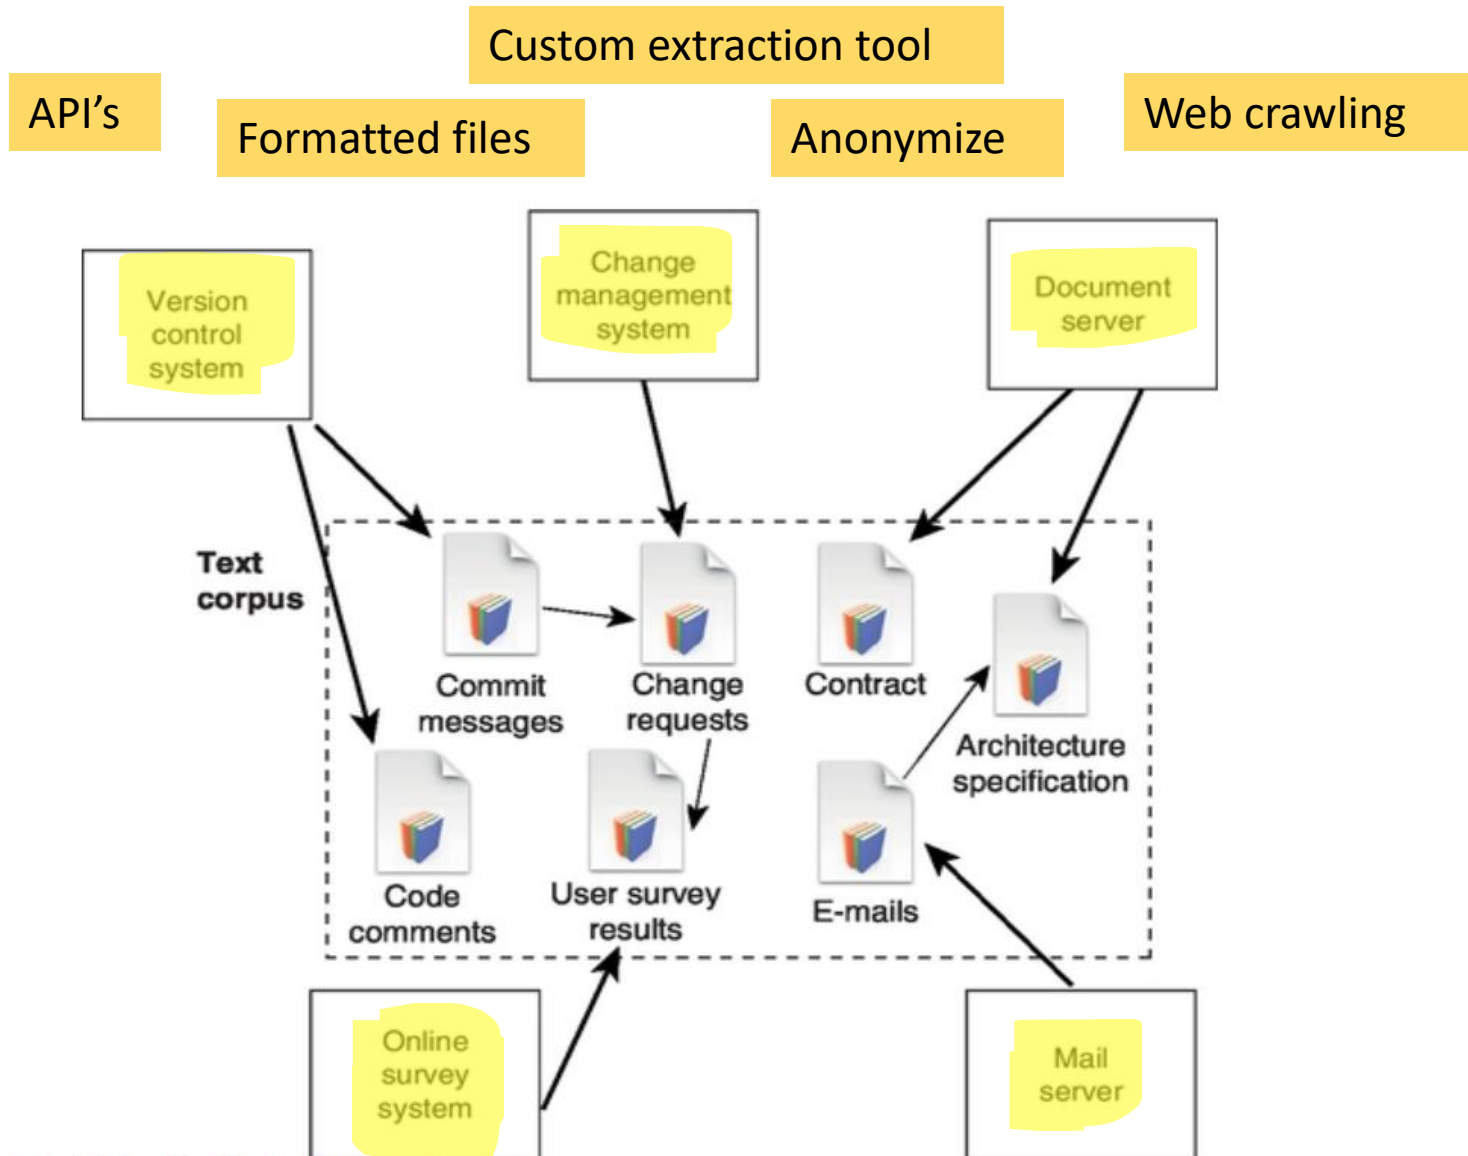 Custom extraction tool
API's
Formatted files
Anonymize
Web crawling
Version
control
system
Change
management
system
Document
server
Text
corpus
Commit
messages
Change
requests
Contract
Architecture
specification
Code
comments
User survey
results
E-mails
Online
survey
system
Mail
server